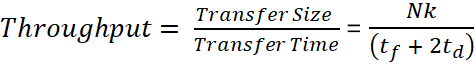 Throughput = Transfer Size / Transfer Time = Nk / (t_f + 2t_d)